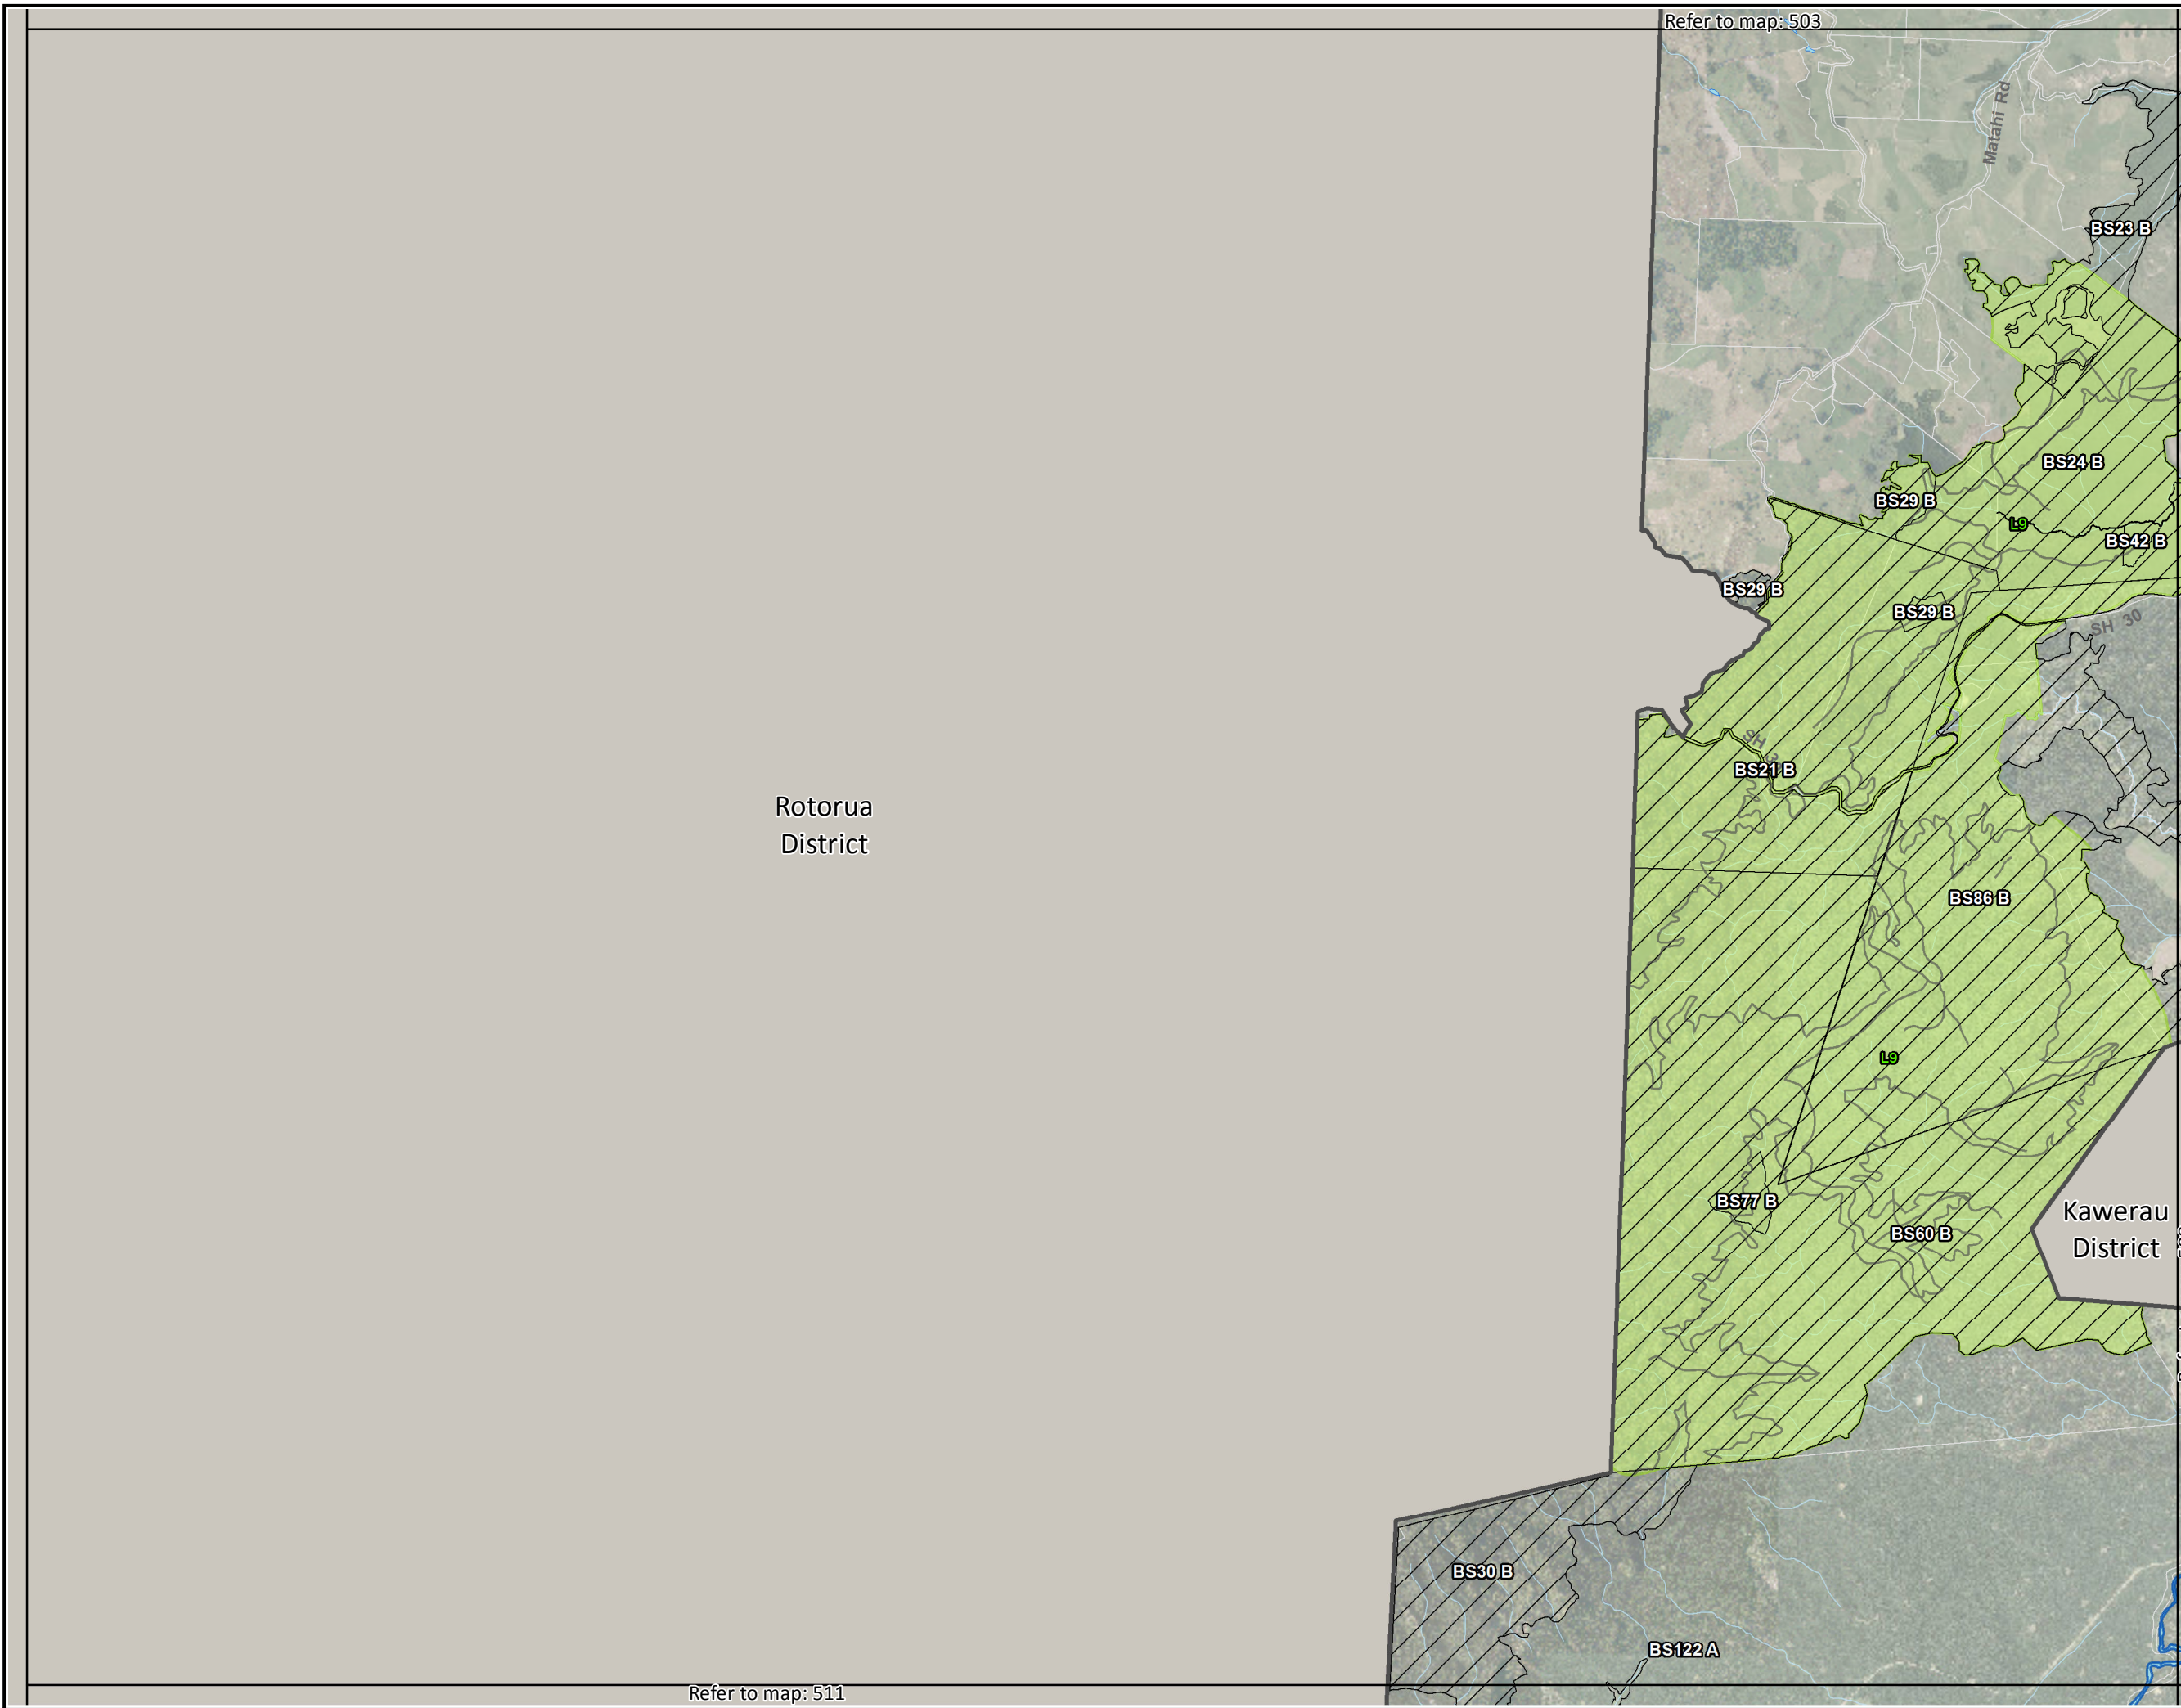 Refer to map: 503
Matahi Rd
BS23 B
BS24 B
BS29 B
L9
BS42 B
BS29 B
BS29 B
SH 30
SH
BS21 B
Rotorua
District
BS86 B
L9
BS77 B
Kawerau
District
BS60 B
BS30 B
BS122 A
Refer to map: 511